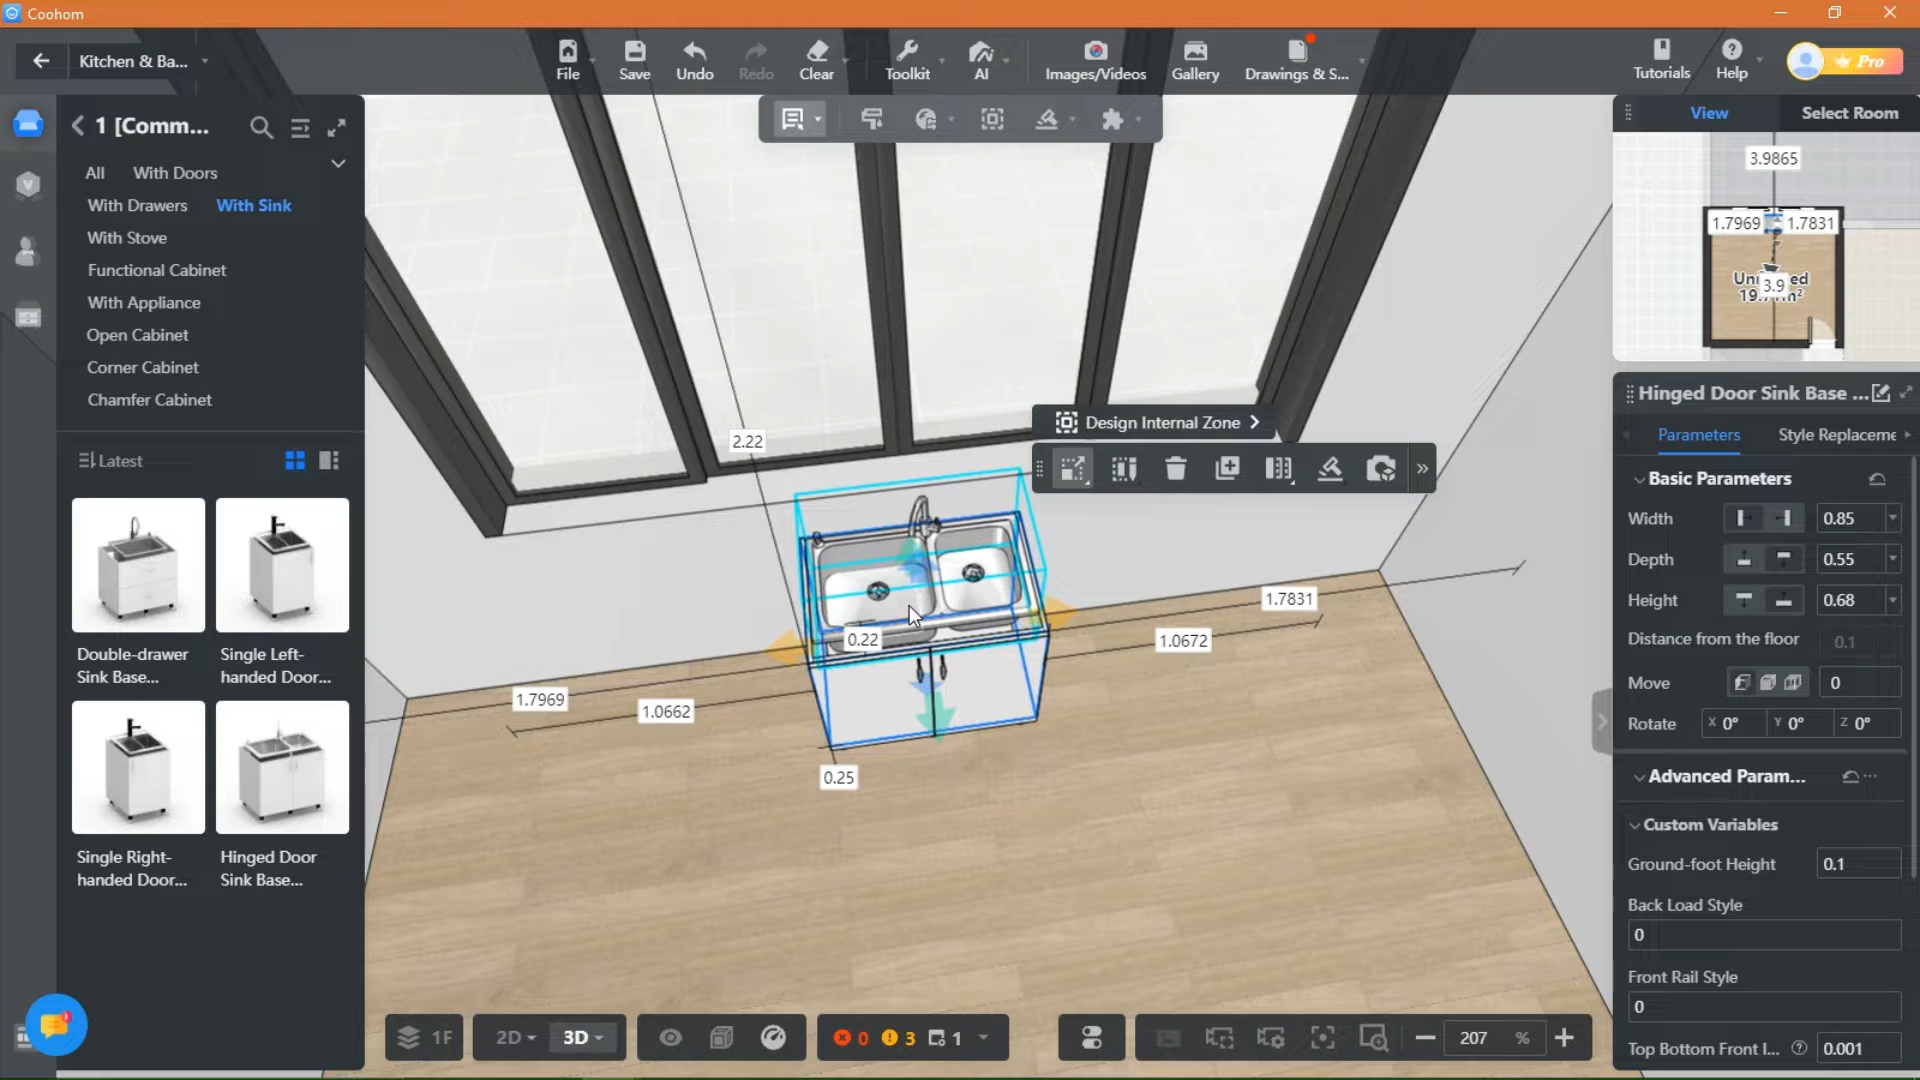 Coohom
Kitchen & Ba...
File
Save
Undo
Redo
Clear
Toolkit
AI
Images/Videos
Gallery
Drawings & S...
Tutorials
Help
Pro
1 [Comm...
All With Doors
With Drawers With Sink
With Stove
Functional Cabinet
With Appliance
Open Cabinet
Corner Cabinet
Chamfer Cabinet
Latest
Double-drawer
Sink Base...
Single Left-
handed Door...
Single Right-
handed Door...
Hinged Door
Sink Base...
2.22
Design Internal Zone
0.22
1.7831
1.0672
1.7969
1.0662
0.25
View Select Room
3.9865
1.7969
1.7831
3.9
Hinged Door Sink Base ...
Parameters Style Replaceme
Basic Parameters
Width 0.85
Depth 0.55
Height 0.68
Distance from the floor 0.1
Move 0
Rotate X 0° Y 0° Z 0°
Advanced Param...
Custom Variables
Ground-foot Height 0.1
Back Load Style
0
Front Rail Style
0
Top Bottom Front I... 0.001
1F
2D
3D
0
3
1
207 %